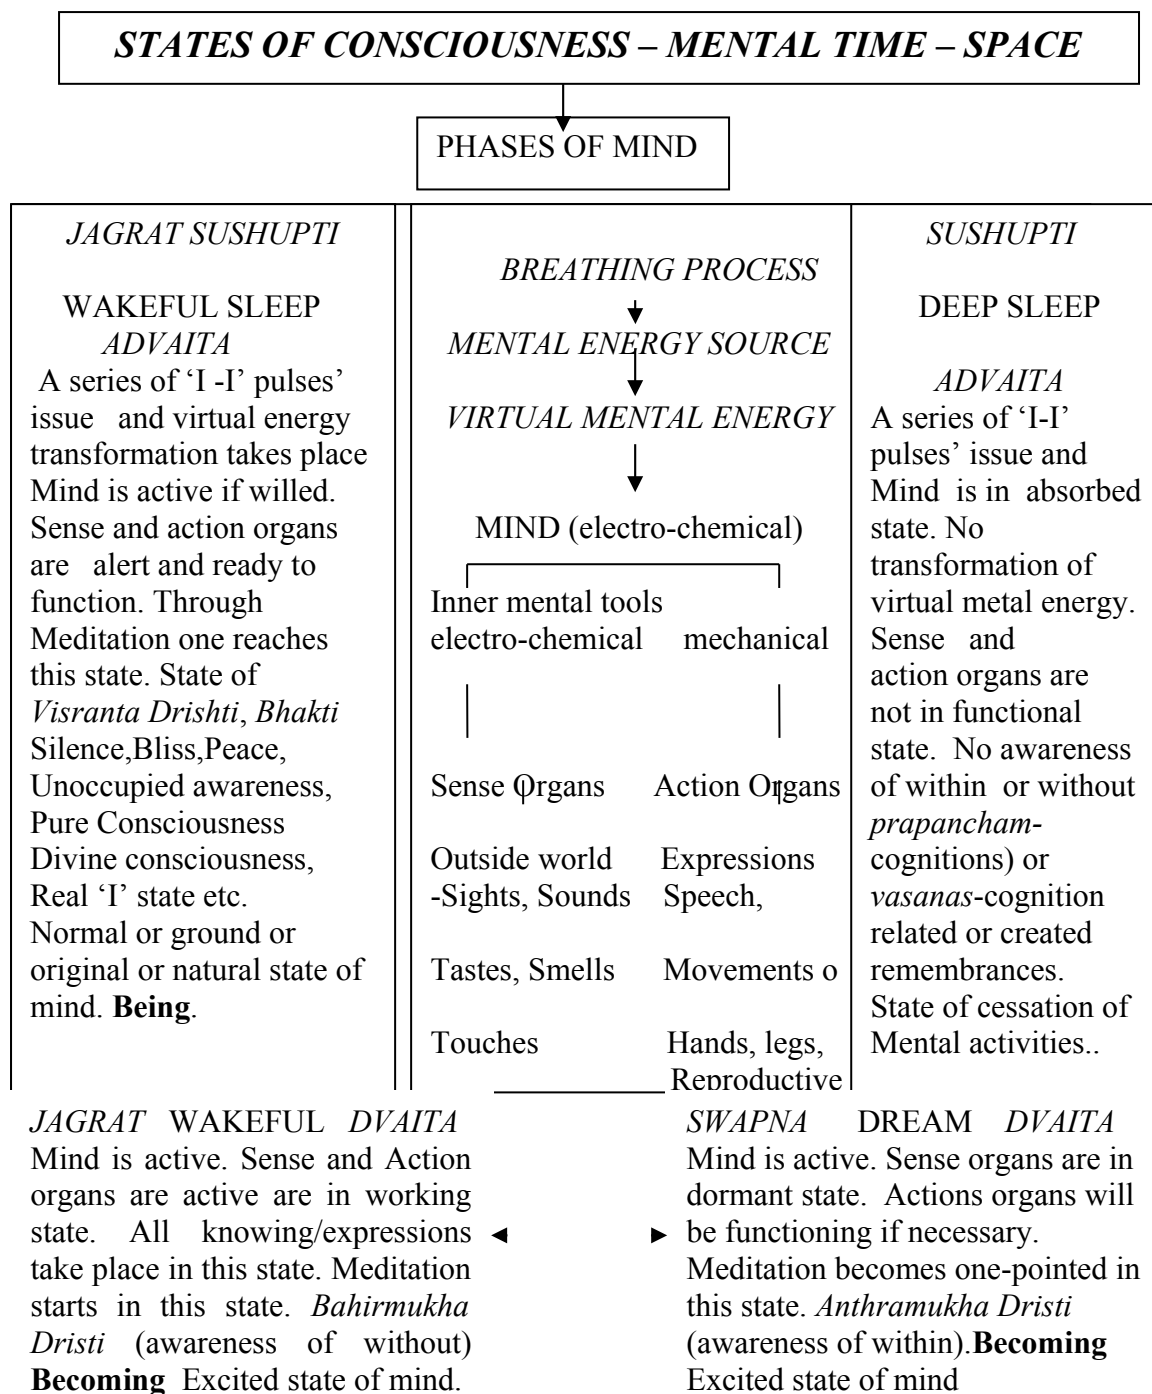 STATES OF CONSCIOUSNESS – MENTAL TIME – SPACE
PHASES OF MIND
JAGRAT SUSHUPTI
WAKEFUL SLEEP
ADVAITA
A series of ‘I -I’ pulses’
issue and virtual energy
transformation takes place
Mind is active if willed.
Sense and action organs
are alert and ready to
function. Through
Meditation one reaches
this state. State of
Visranta Drishti, Bhakti
Silence,Bliss,Peace,
Unoccupied awareness,
Pure Consciousness
Divine consciousness,
Real ‘I’ state etc.
Normal or ground or
original or natural state of
mind. Being.
BREATHING PROCESS
MENTAL ENERGY SOURCE
VIRTUAL MENTAL ENERGY
MIND (electro-chemical)
Inner mental tools
electro-chemical mechanical
Sense Organs Action Organs
Outside world Expressions
-Sights, Sounds Speech,
Tastes, Smells Movements o
Touches Hands, legs,
Reproductive
SUSHUPTI
DEEP SLEEP
ADVAITA
A series of ‘I-I’
pulses’ issue and
Mind is in absorbed
state. No
transformation of
virtual metal energy.
Sense and
action organs are
not in functional
state. No awareness
of within or without
prapancham-
cognitions) or
vasanas-cognition
related or created
remembrances.
State of cessation of
Mental activities..
JAGRAT WAKEFUL DVAITA
Mind is active. Sense and Action
organs are active are in working
state. All knowing/expressions
take place in this state. Meditation
starts in this state. Bahirmukha
Dristi (awareness of without)
Becoming Excited state of mind.
SWAPNA DREAM DVAITA
Mind is active. Sense organs are in
dormant state. Actions organs will
be functioning if necessary.
Meditation becomes one-pointed in
this state. Anthramukha Dristi
(awareness of within).Becoming
Excited state of mind